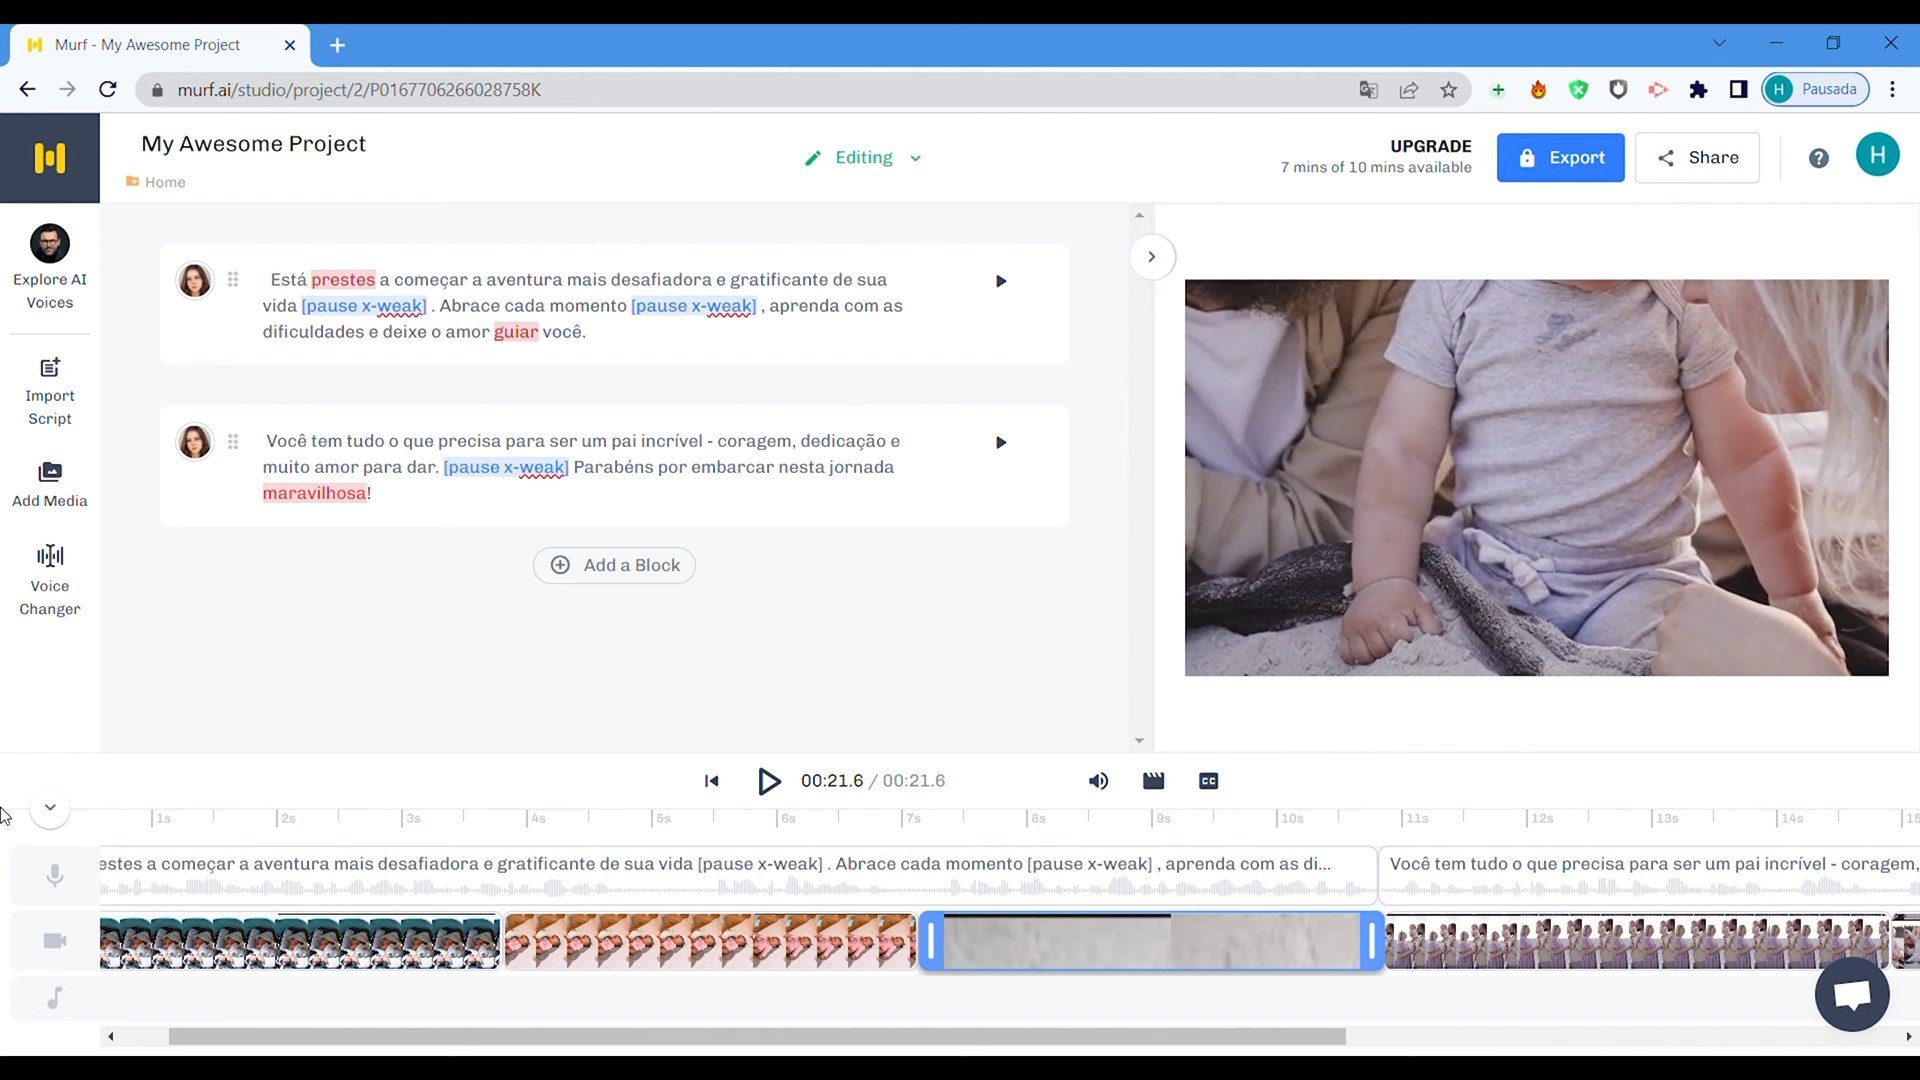 Murf - My Awesome Project
murf.ai/studio/project/2/P0167706266028758K
H Pausada
My Awesome Project
Home
Editing
UPGRADE
7 mins of 10 mins available
Export
Share
H
Explore AI
Voices
Import
Script
Add Media
Voice
Changer
Está prestes a começar a aventura mais desafiadora e gratificante de sua
vida [pause x-weak] . Abrace cada momento [pause x-weak] , aprenda com as
dificuldades e deixe o amor guiar você.
Você tem tudo o que precisa para ser um pai incrível - coragem, dedicação e
muito amor para dar. [pause x-weak] Parabéns por embarcar nesta jornada
maravilhosa!
Add a Block
00:21.6 / 00:21.6
CC
1s 2s 3s 4s 5s 6s 7s 8s 9s 10s 11s 12s 13s 14s 15
estes a começar a aventura mais desafiadora e gratificante de sua vida [pause x-weak] . Abrace cada momento [pause x-weak] , aprenda com as di... Você tem tudo o que precisa para ser um pai incrível - coragem,